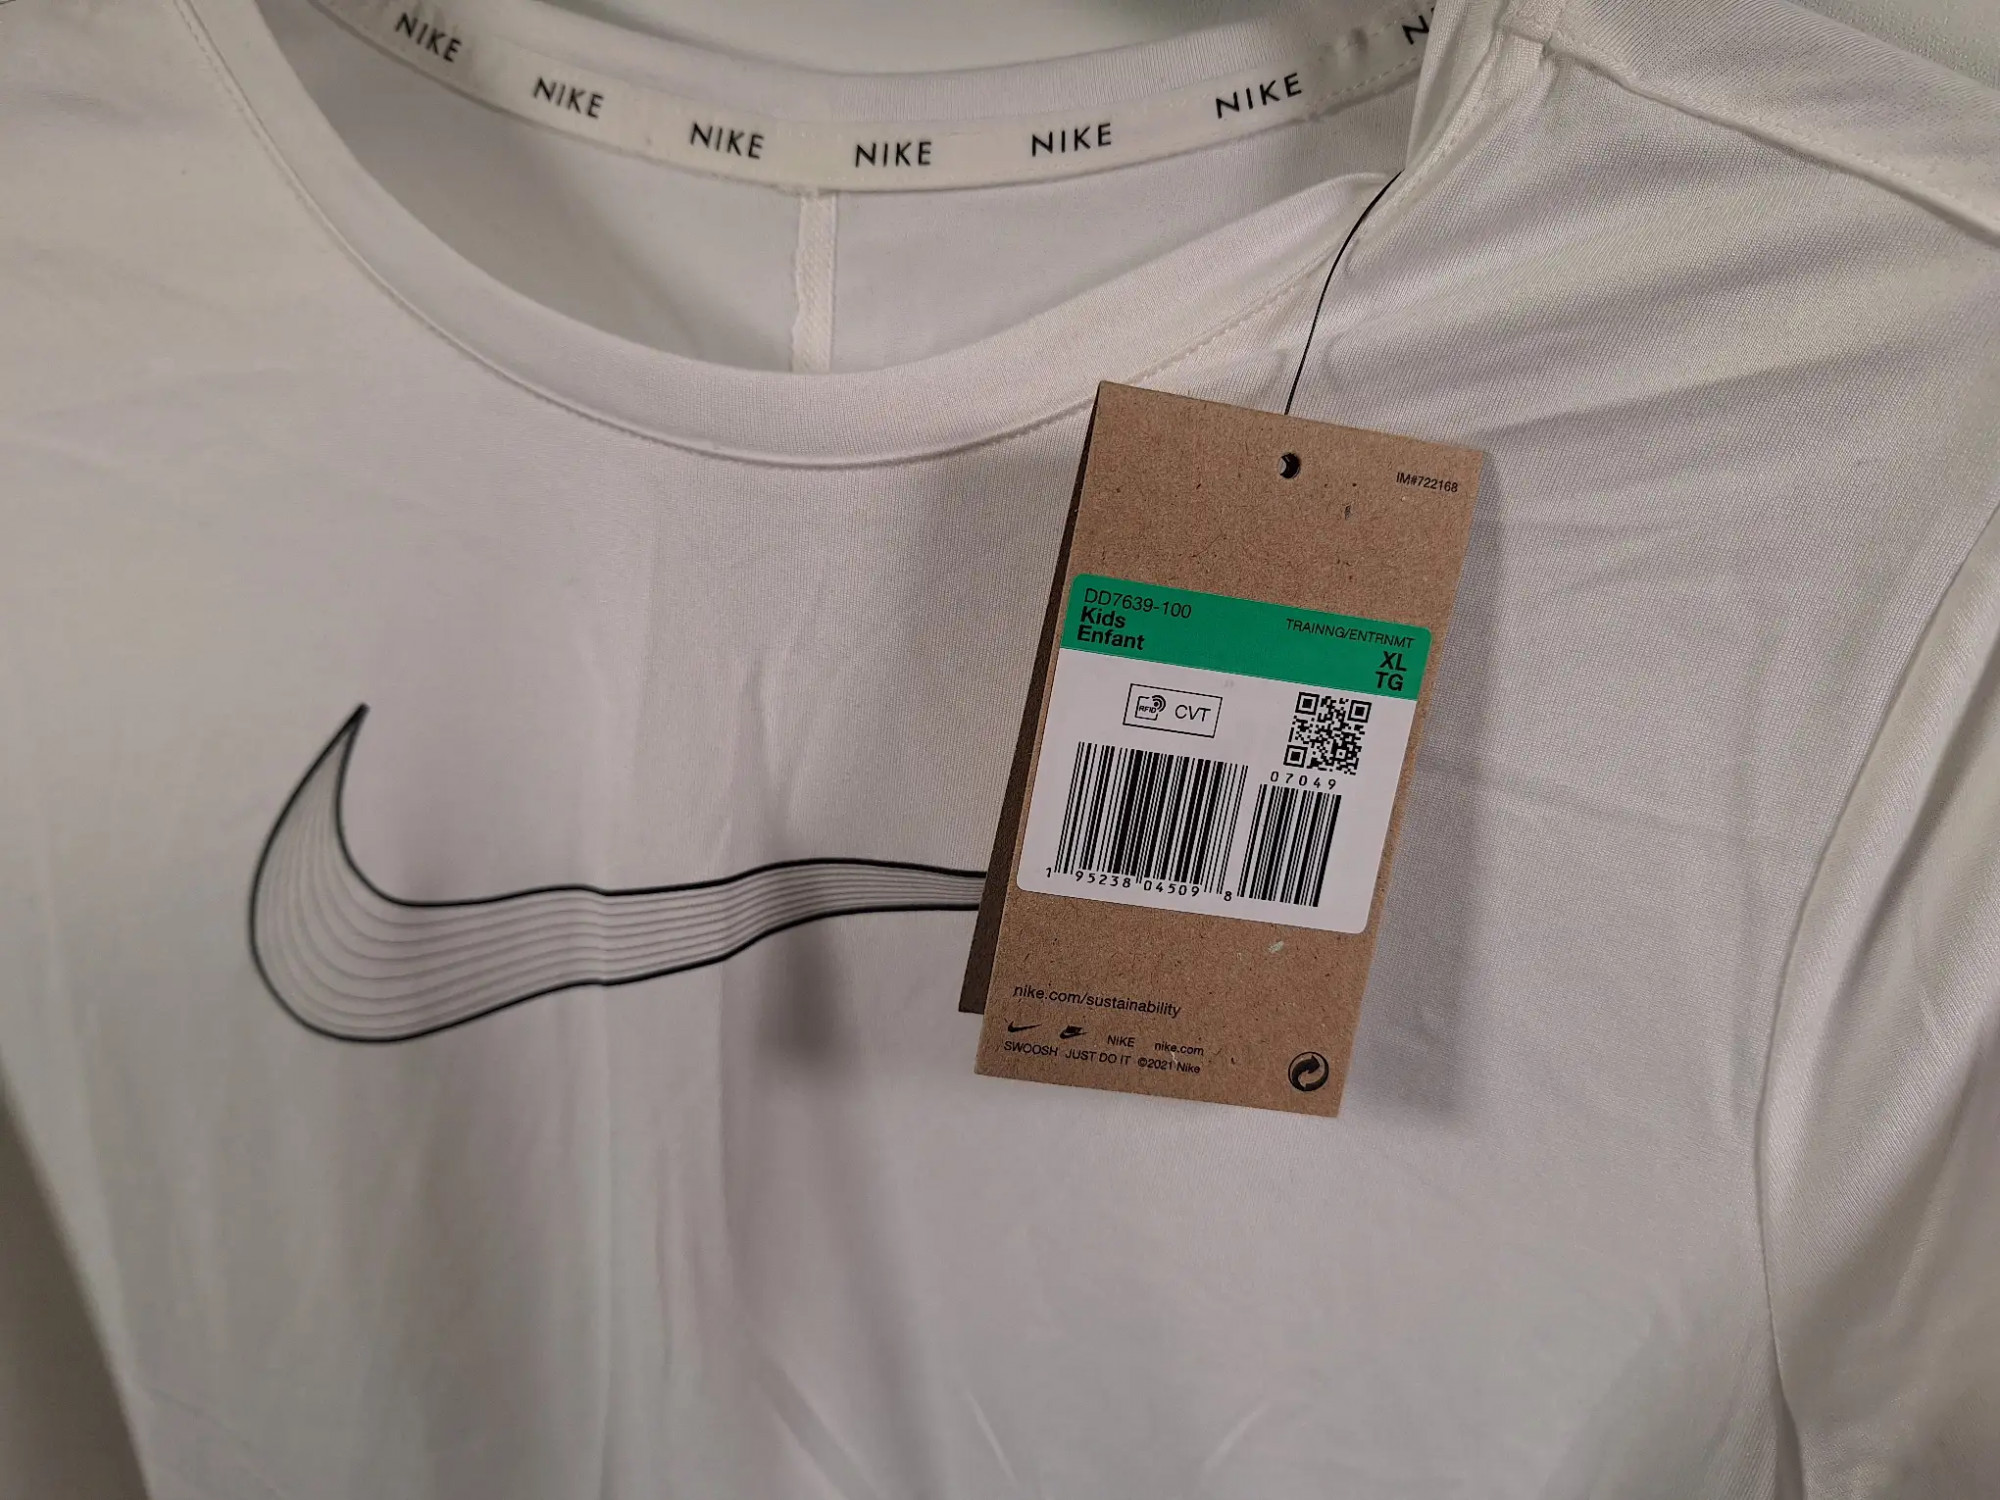 NIKE
NIKE
NIKE
NIKE
NIKE
NIKE
IM#722168
DD7639-100
Kids
Enfant
TRAINNG/ENTRNMT
XL
TG
RFID CVT
07049
1 95238 04509 8
nike.com/sustainability
NIKE nike.com
SWOOSH JUST DO IT ©2021 Nike